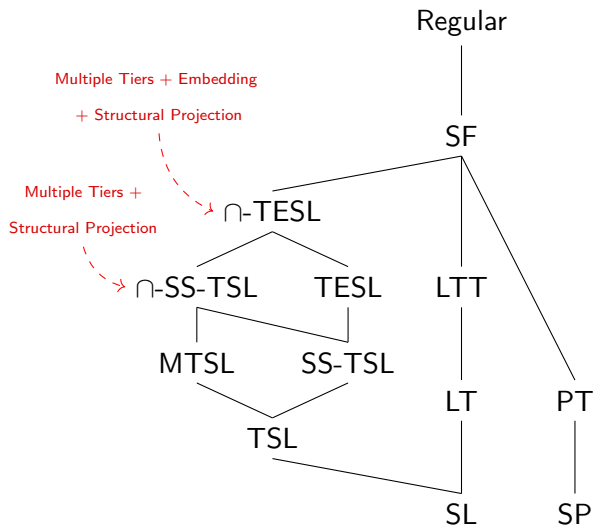 Regular
Multiple Tiers + Embedding
+ Structural Projection
SF
Multiple Tiers +
Structural Projection
∩-TESL
∩-SS-TSL TESL LTT
MTSL SS-TSL
LT PT
TSL
SL SP